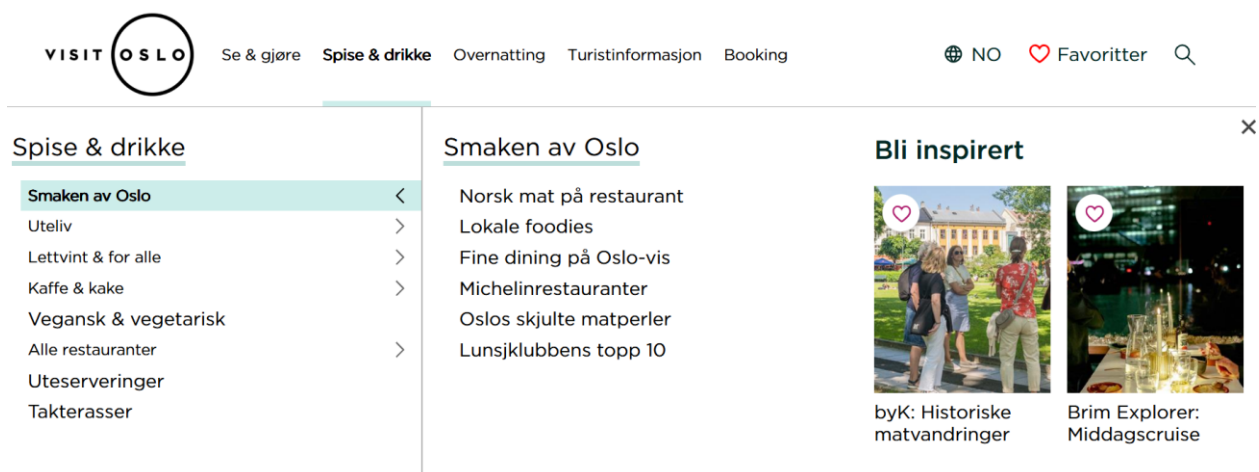 VISIT OSLO
Se & gjøre
Spise & drikke
Overnatting
Turistinformasjon
Booking
NO
Favoritter
Spise & drikke
Smaken av Oslo
Uteliv
Lettvint & for alle
Kaffe & kake
Vegansk & vegetarisk
Alle restauranter
Uteserveringer
Takterasser
Smaken av Oslo
Norsk mat på restaurant
Lokale foodies
Fine dining på Oslo-vis
Michelinrestauranter
Oslos skjulte matperler
Lunsjklubbens topp 10
Bli inspirert
byK: Historiske
matvandringer
Brim Explorer:
Middagscruise